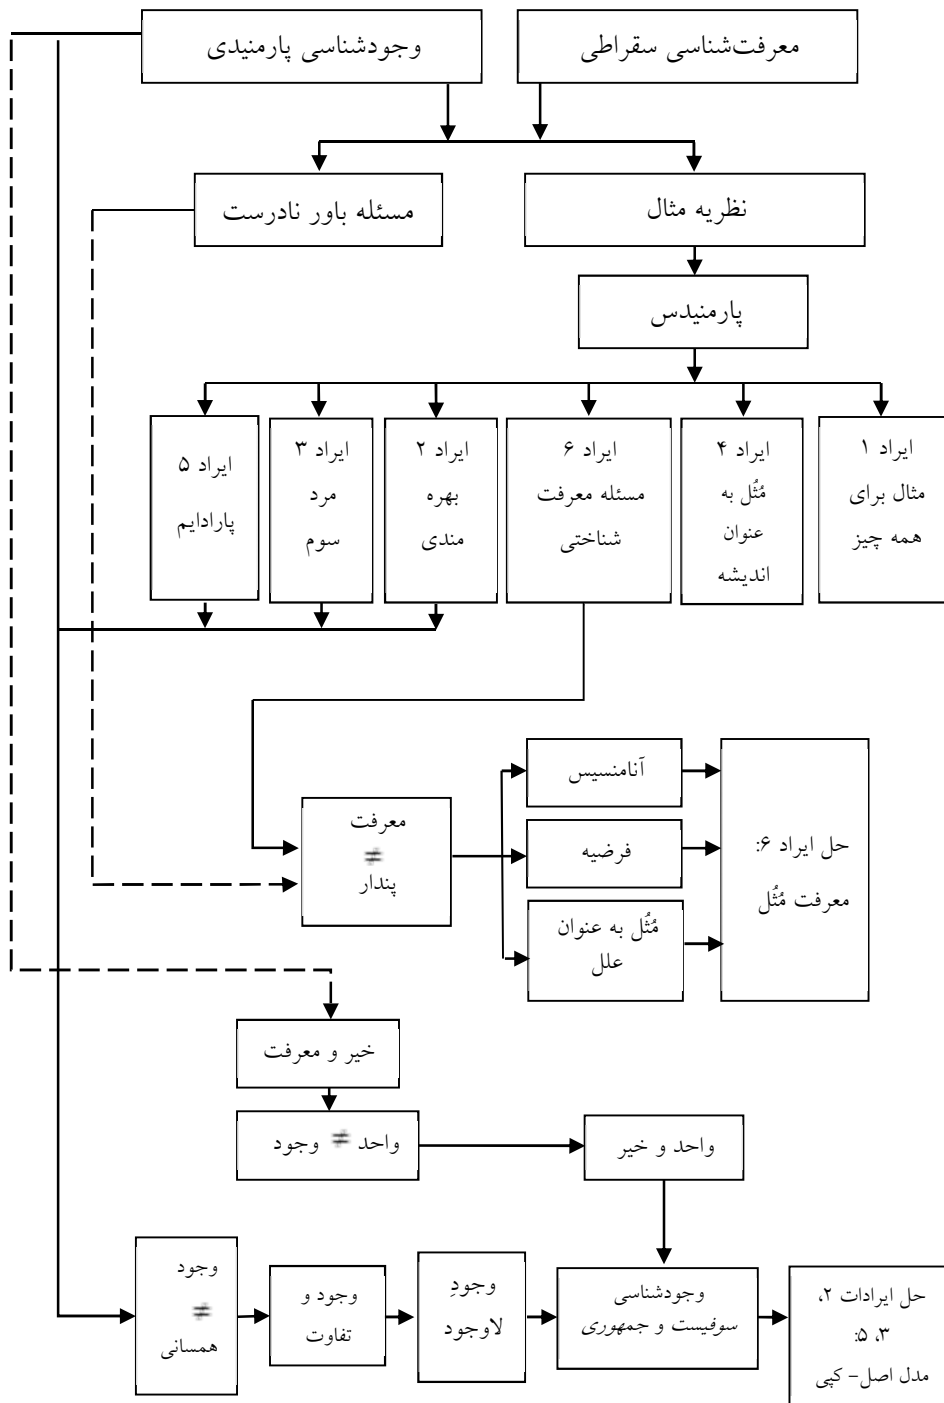 معرفت‌شناسی سقراطی
وجودشناسی پارمنیدی
نظریه مثال
مسئله باور نادرست
پارمنیدس
ایراد ۱
مثال برای
همه چیز
ایراد ۴
مُثُل به
عنوان
اندیشه
ایراد ۶
مسئله معرفت
شناختی
ایراد ۲
بهره
مندی
ایراد ۳
مرد
سوم
ایراد ۵
پارادایم
معرفت
≠
پندار
آنامنسیس
فرضیه
مُثُل به عنوان
علل
حل ایراد ۶:
معرفت مُثُل
خیر و معرفت
واحد ≠ وجود
واحد و خیر
وجود
≠
همسانی
وجود و
تفاوت
وجودِ
لاوجود
وجودشناسی
سوفیست و جمهوری
حل ایرادات ۲،
۳، ۵:
مدل اصل- کپی